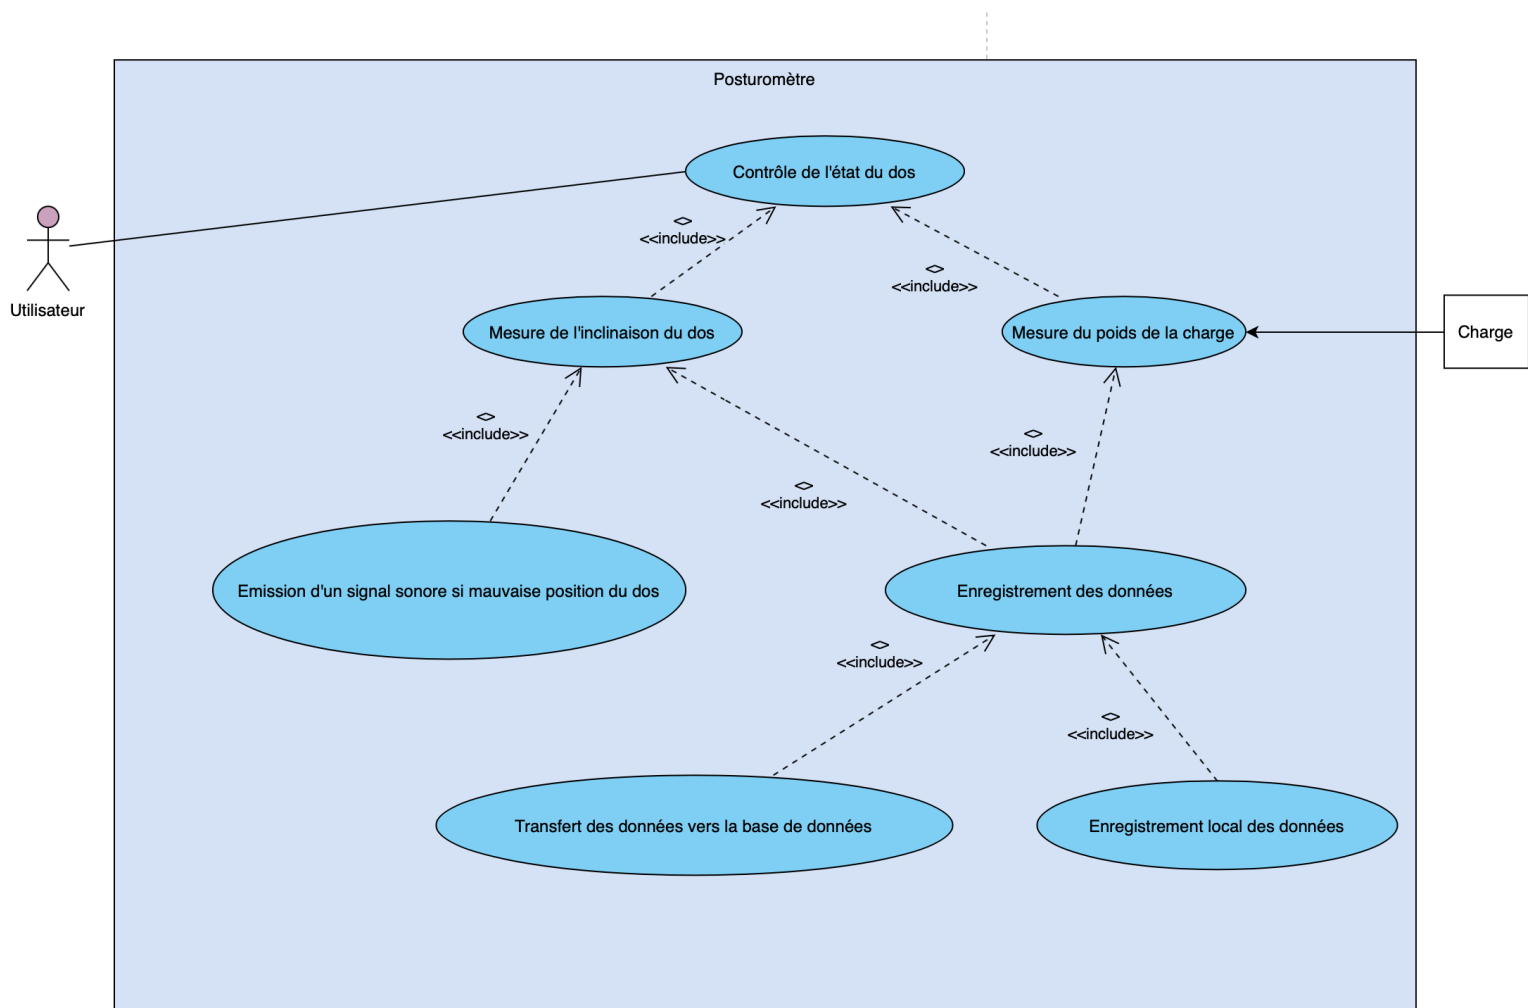 Posturomètre
Contrôle de l'état du dos
<<include>>
<<include>>
Utilisateur
Mesure de l'inclinaison du dos
Mesure du poids de la charge
Charge
<<include>>
<<include>>
<<include>>
Emission d'un signal sonore si mauvaise position du dos
Enregistrement des données
<<include>>
<<include>>
Transfert des données vers la base de données
Enregistrement local des données